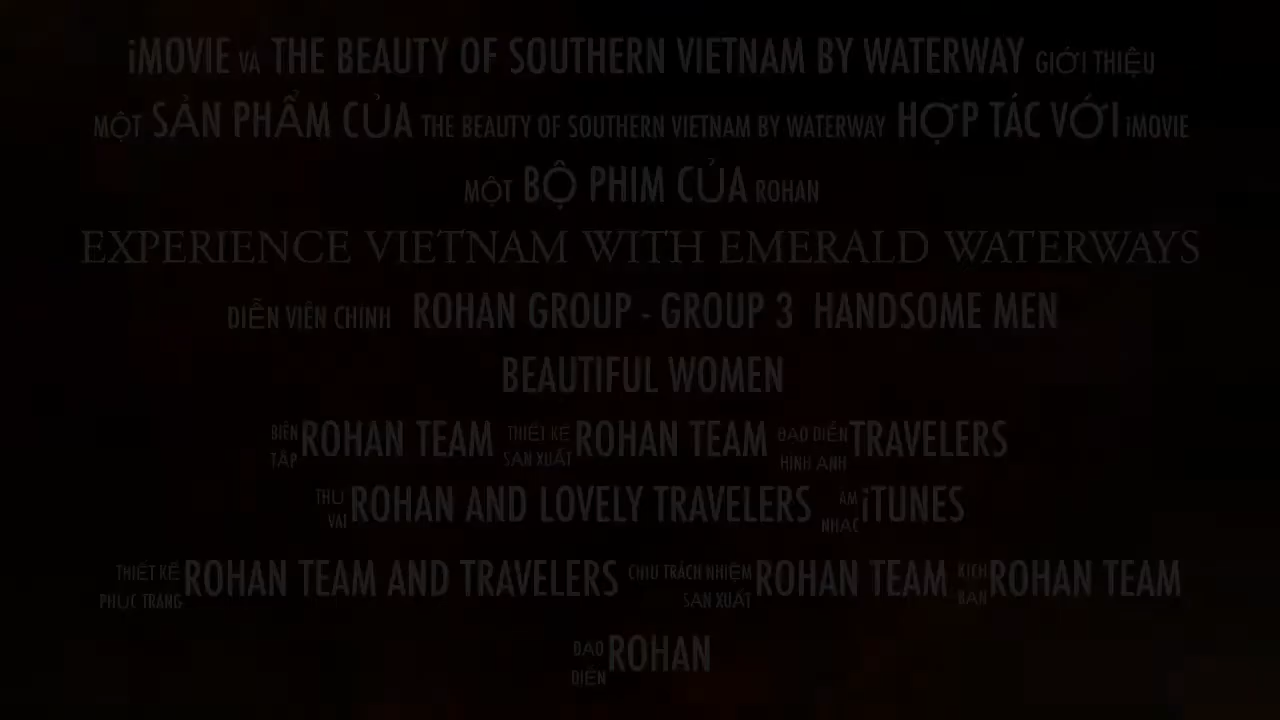 iMOVIE VÀ THE BEAUTY OF SOUTHERN VIETNAM BY WATERWAY GIỚI THIỆU
MỘT SẢN PHẨM CỦA THE BEAUTY OF SOUTHERN VIETNAM BY WATERWAY HỢP TÁC VỚI iMOVIE
MỘT BỘ PHIM CỦA ROHAN
EXPERIENCE VIETNAM WITH EMERALD WATERWAYS
DIỄN VIÊN CHÍNH ROHAN GROUP - GROUP 3 HANDSOME MEN
BEAUTIFUL WOMEN
BIÊN TẬP ROHAN TEAM THIẾT KẾ SẢN XUẤT ROHAN TEAM ĐẠO DIỄN HÌNH ẢNH TRAVELERS
THỦ VAI ROHAN AND LOVELY TRAVELERS ÂM NHẠC iTUNES
THIẾT KẾ PHỤC TRANG ROHAN TEAM AND TRAVELERS CHỊU TRÁCH NHIỆM SẢN XUẤT ROHAN TEAM KỊCH BẢN ROHAN TEAM
ĐẠO DIỄN ROHAN